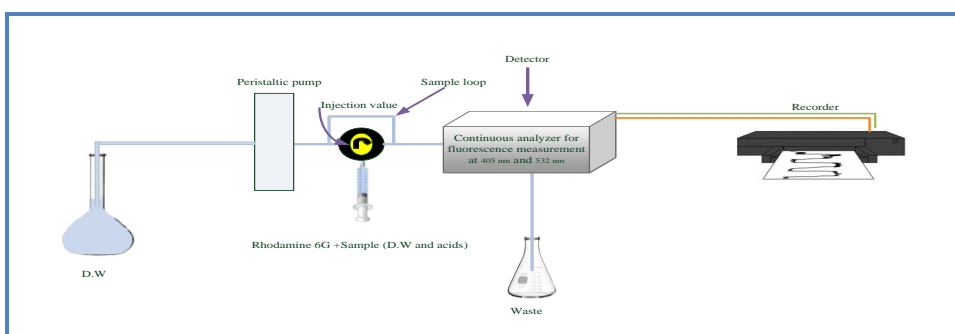 Detector
Peristaltic pump
Sample loop
Injection value
Recorder
Continuous analyzer for
fluorescence measurement
at 405 nm and 532 nm
Rhodamine 6G +Sample (D.W and acids)
D.W
Waste